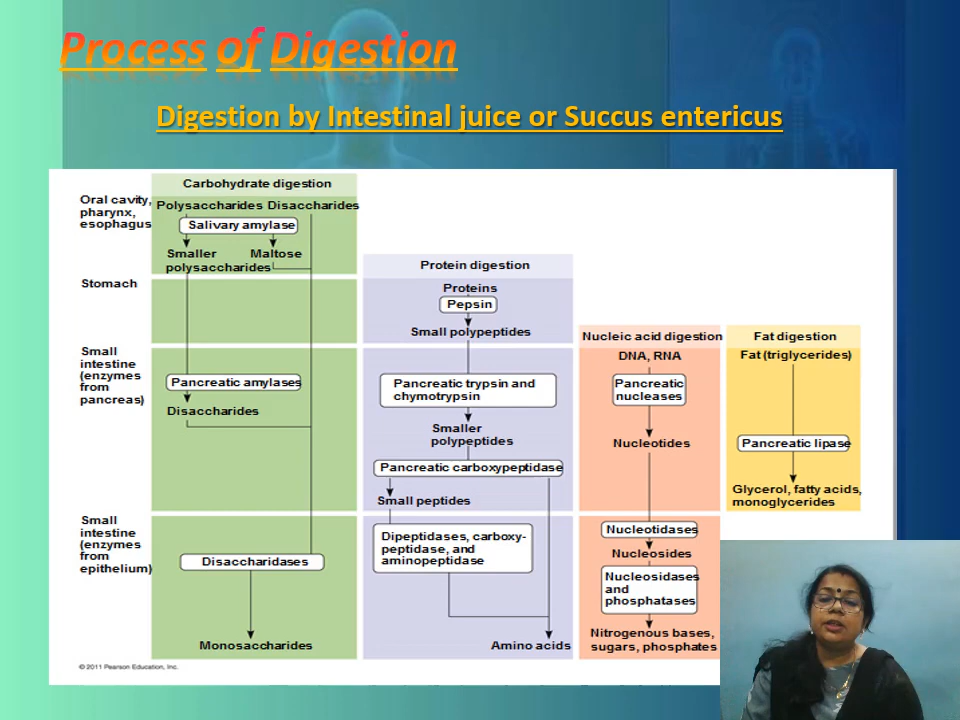 Process of Digestion
Digestion by Intestinal juice or Succus entericus
Carbohydrate digestion
Oral cavity,
pharynx,
esophagus
Polysaccharides Disaccharides
Salivary amylase
Smaller
polysaccharides
Maltose
Protein digestion
Stomach
Proteins
Pepsin
Small polypeptides
Nucleic acid digestion
Fat digestion
Small
intestine
(enzymes
from
pancreas)
Pancreatic amylases
Disaccharides
Pancreatic trypsin and
chymotrypsin
Smaller
polypeptides
Pancreatic carboxypeptidase
Small peptides
DNA, RNA
Pancreatic
nucleases
Nucleotides
Fat (triglycerides)
Pancreatic lipase
Glycerol, fatty acids,
monoglycerides
Small
intestine
(enzymes
from
epithelium)
Disaccharidases
Monosaccharides
Dipeptidases, carboxy-
peptidase, and
aminopeptidase
Amino acids
Nucleotidases
Nucleosides
Nucleosidases
and
phosphatases
Nitrogenous bases,
sugars, phosphates
© 2011 Pearson Education, Inc.